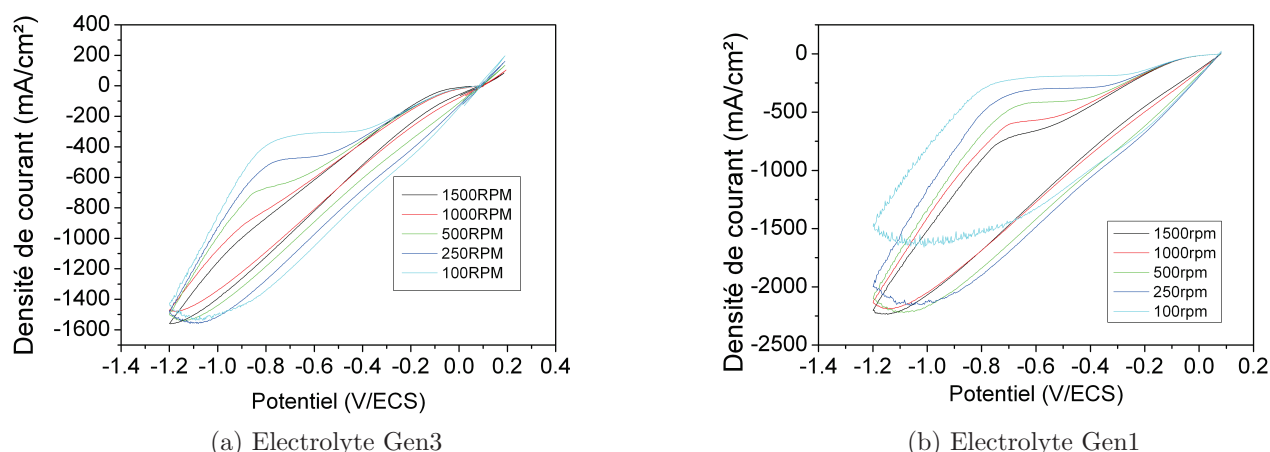 400
200
0
-200
-400
-600
-800
-1000
-1200
-1400
-1600
Densité de courant (mA/cm²)
-1.4 -1.2 -1.0 -0.8 -0.6 -0.4 -0.2 0.0 0.2 0.4
Potentiel (V/ECS)
1500RPM
1000RPM
500RPM
250RPM
100RPM
(a) Electrolyte Gen3
0
-500
-1000
-1500
-2000
-2500
Densité de courant (mA/cm²)
-1.4 -1.2 -1.0 -0.8 -0.6 -0.4 -0.2 0.0 0.2
Potentiel (V/ECS)
1500rpm
1000rpm
500rpm
250rpm
100rpm
(b) Electrolyte Gen1